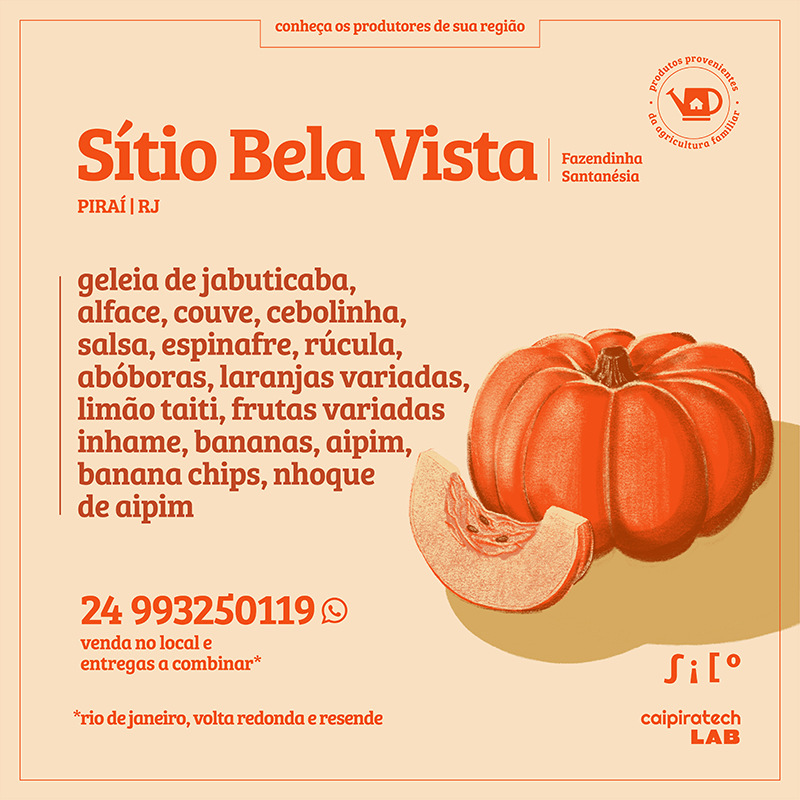 conheça os produtores de sua região
produtos provenientes
da agricultura familiar
Sítio Bela Vista
Fazendinha
Santanésia
PIRAÍ | RJ
geleia de jabuticaba,
alface, couve, cebolinha,
salsa, espinafre, rúcula,
abóboras, laranjas variadas,
limão taiti, frutas variadas
inhame, bananas, aipim,
banana chips, nhoque
de aipim
24 993250119
venda no local e
entregas a combinar*
*rio de janeiro, volta redonda e resende
silo
caipiratech
LAB